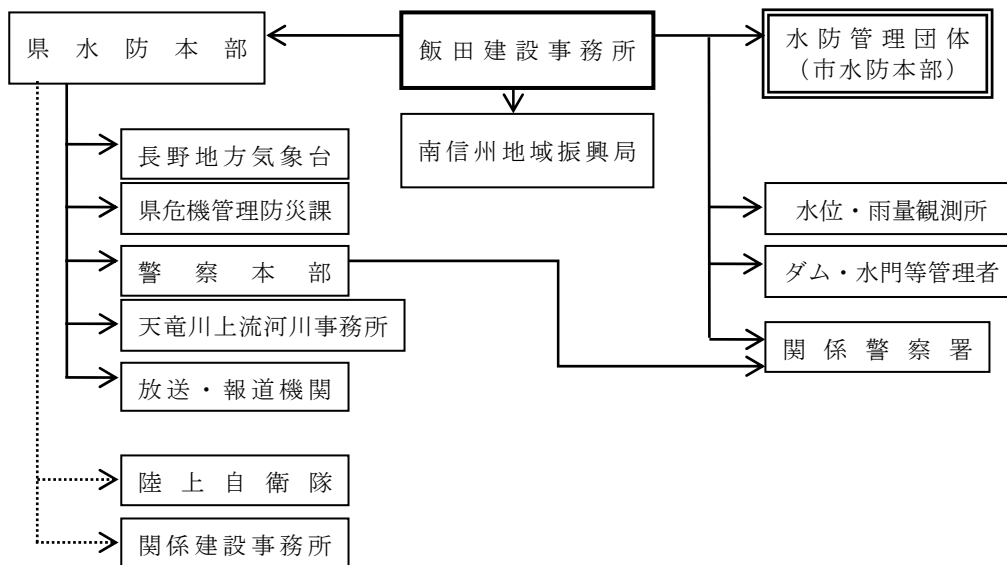 県水防本部
飯田建設事務所
水防管理団体
（市水防本部）
南信州地域振興局
長野地方気象台
県危機管理防災課
警察本部
天竜川上流河川事務所
放送・報道機関
陸上自衛隊
関係建設事務所
水位・雨量観測所
ダム・水門等管理者
関係警察署